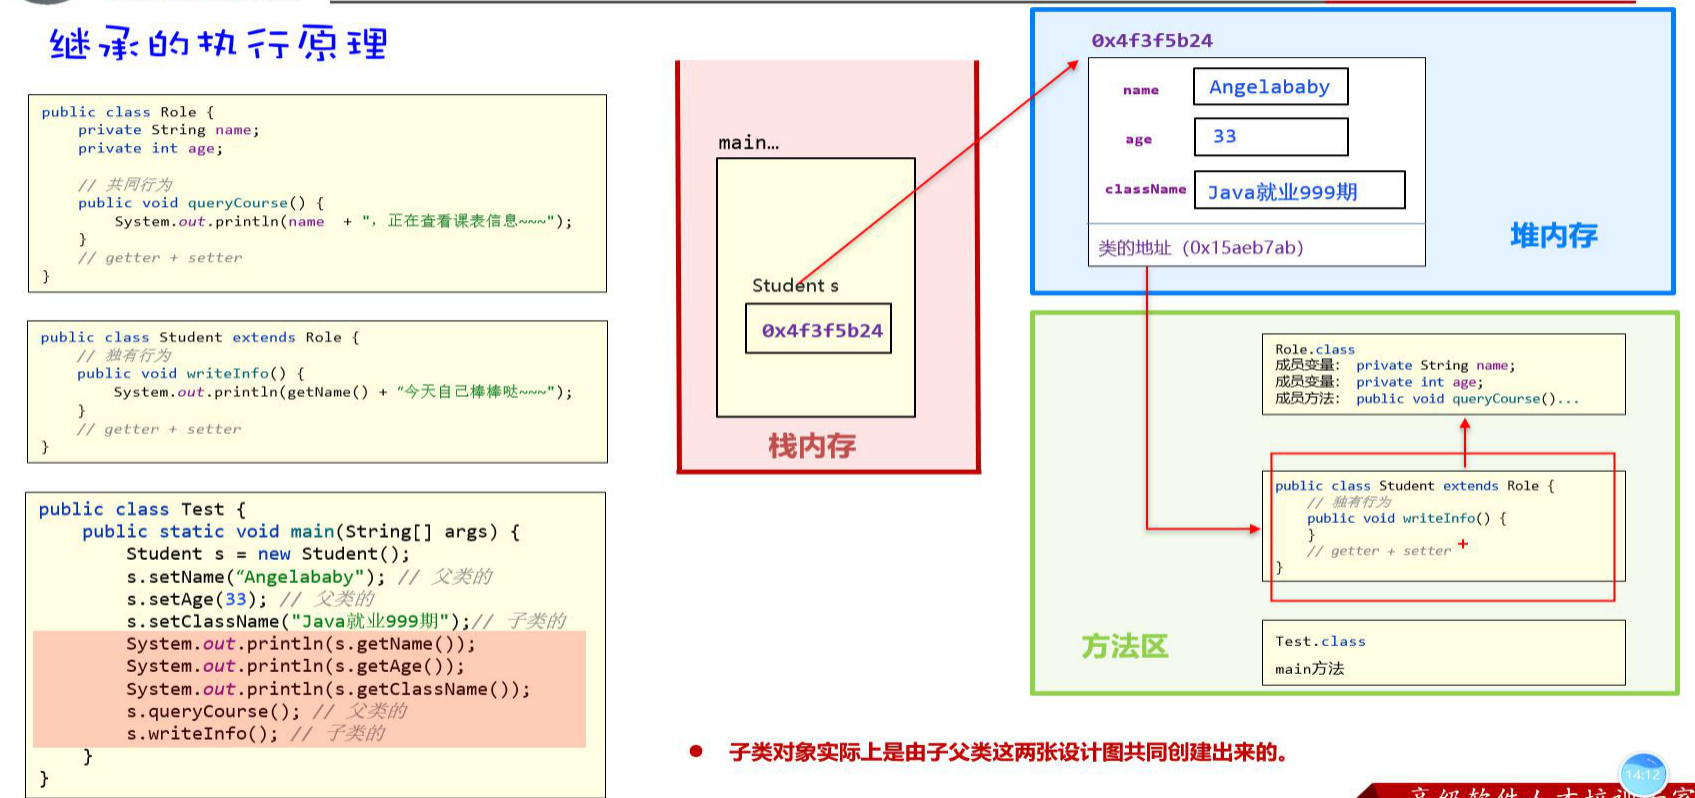 继承的执行原理
public class Role {
private String name;
private int age;
// 共同行为
public void queryCourse() {
System.out.println(name + ", 正在查看课表信息~~~");
}
// getter + setter
}
public class Student extends Role {
// 独有行为
public void writeInfo() {
System.out.println(getName() + “今天自己棒棒哒~~~");
}
// getter + setter
}
public class Test {
public static void main(String[] args) {
Student s = new Student();
s.setName(“Angelababy"); // 父类的
s.setAge(33); // 父类的
s.setClassName("Java就业999期");// 子类的
System.out.println(s.getName());
System.out.println(s.getAge());
System.out.println(s.getClassName());
s.queryCourse(); // 父类的
s.writeInfo(); // 子类的
}
}
main…
Student s
0x4f3f5b24
栈内存
0x4f3f5b24
name
Angelababy
age
33
className
Java就业999期
类的地址（0x15aeb7ab）
堆内存
Role.class
成员变量： private String name;
成员变量： private int age;
成员方法： public void queryCourse()...
public class Student extends Role {
// 独有行为
public void writeInfo() {
}
// getter + setter
}
方法区
Test.class
main方法
● 子类对象实际上是由子父类这两张设计图共同创建出来的。
14:12